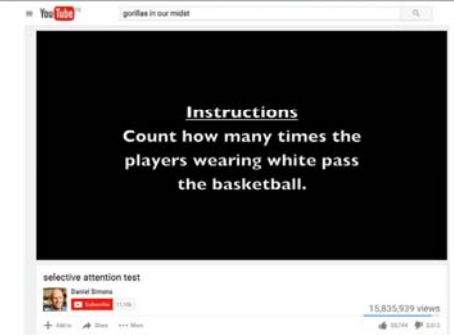 YouTube
gorillas in our midst
Instructions
Count how many times the
players wearing white pass
the basketball.
selective attention test
Daniel Simons
Subscribe
15,835,939 views
Add to Share More